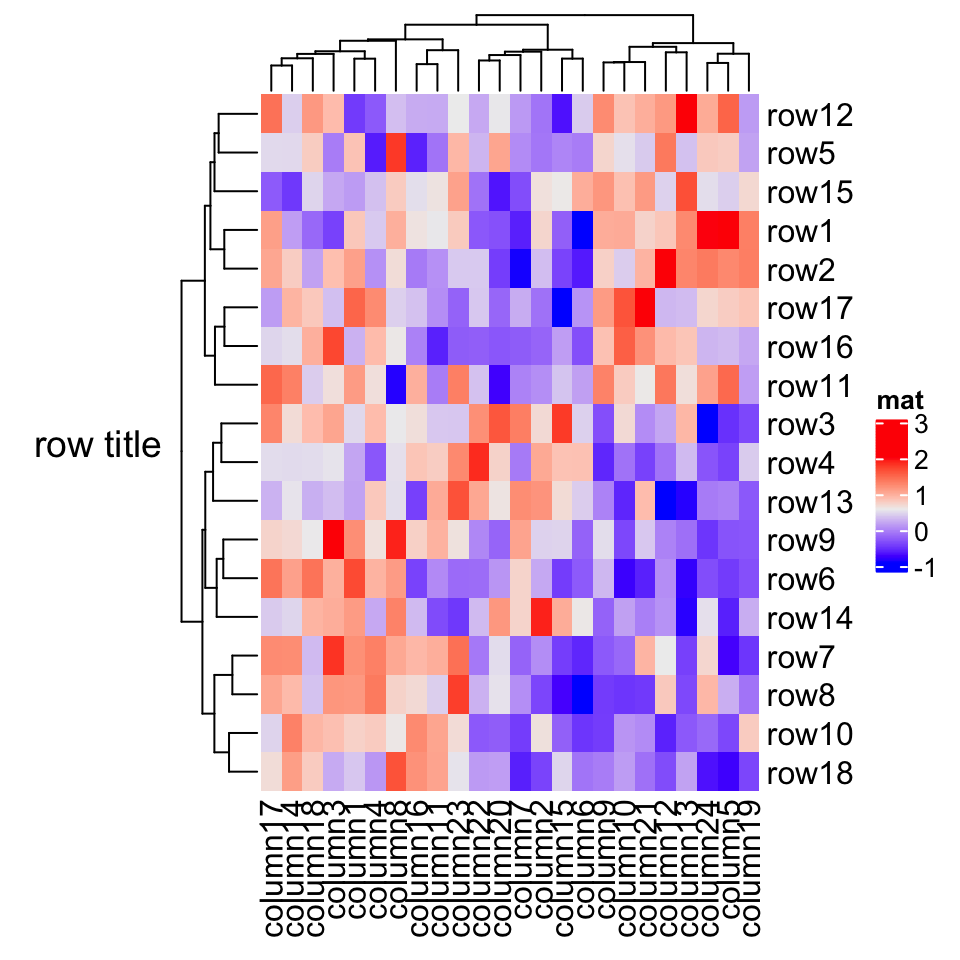 row12
row5
row15
row1
row2
row17
row16
row11
row3
row4
row13
row9
row6
row14
row7
row8
row10
row18
row title
mat
3
2
1
0
-1
column17
column14
column18
column3
column1
column4
column8
column16
column11
column23
column22
column20
column7
column2
column15
column6
column9
column10
column21
column12
column13
column24
column5
column19